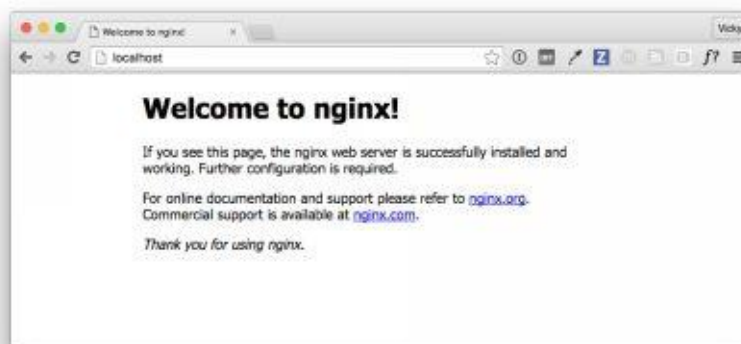 Welcome to nginx!
Vicky
localhost
f?
Welcome to nginx!
If you see this page, the nginx web server is successfully installed and
working. Further configuration is required.
For online documentation and support please refer to nginx.org.
Commercial support is available at nginx.com.
Thank you for using nginx.